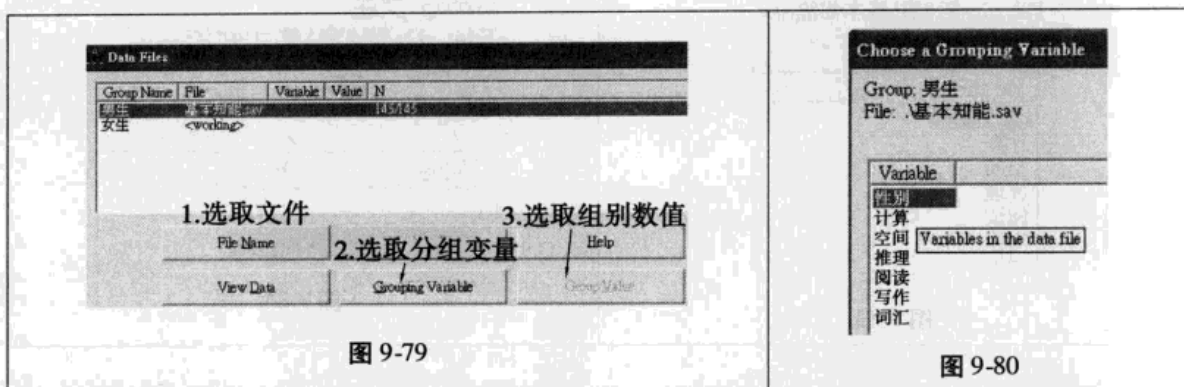 Data Files
Group Name File Variable Value N
男生 基本知能.sav 145/145
女生 <working>
1.选取文件
3.选取组别数值
File Name
2.选取分组变量
Help
View Data
Grouping Variable
Group Value
图 9-79
Choose a Grouping Variable
Group: 男生
File: .\基本知能.sav
Variable
性别
计算
空间
Variables in the data file
推理
阅读
写作
词汇
图 9-80